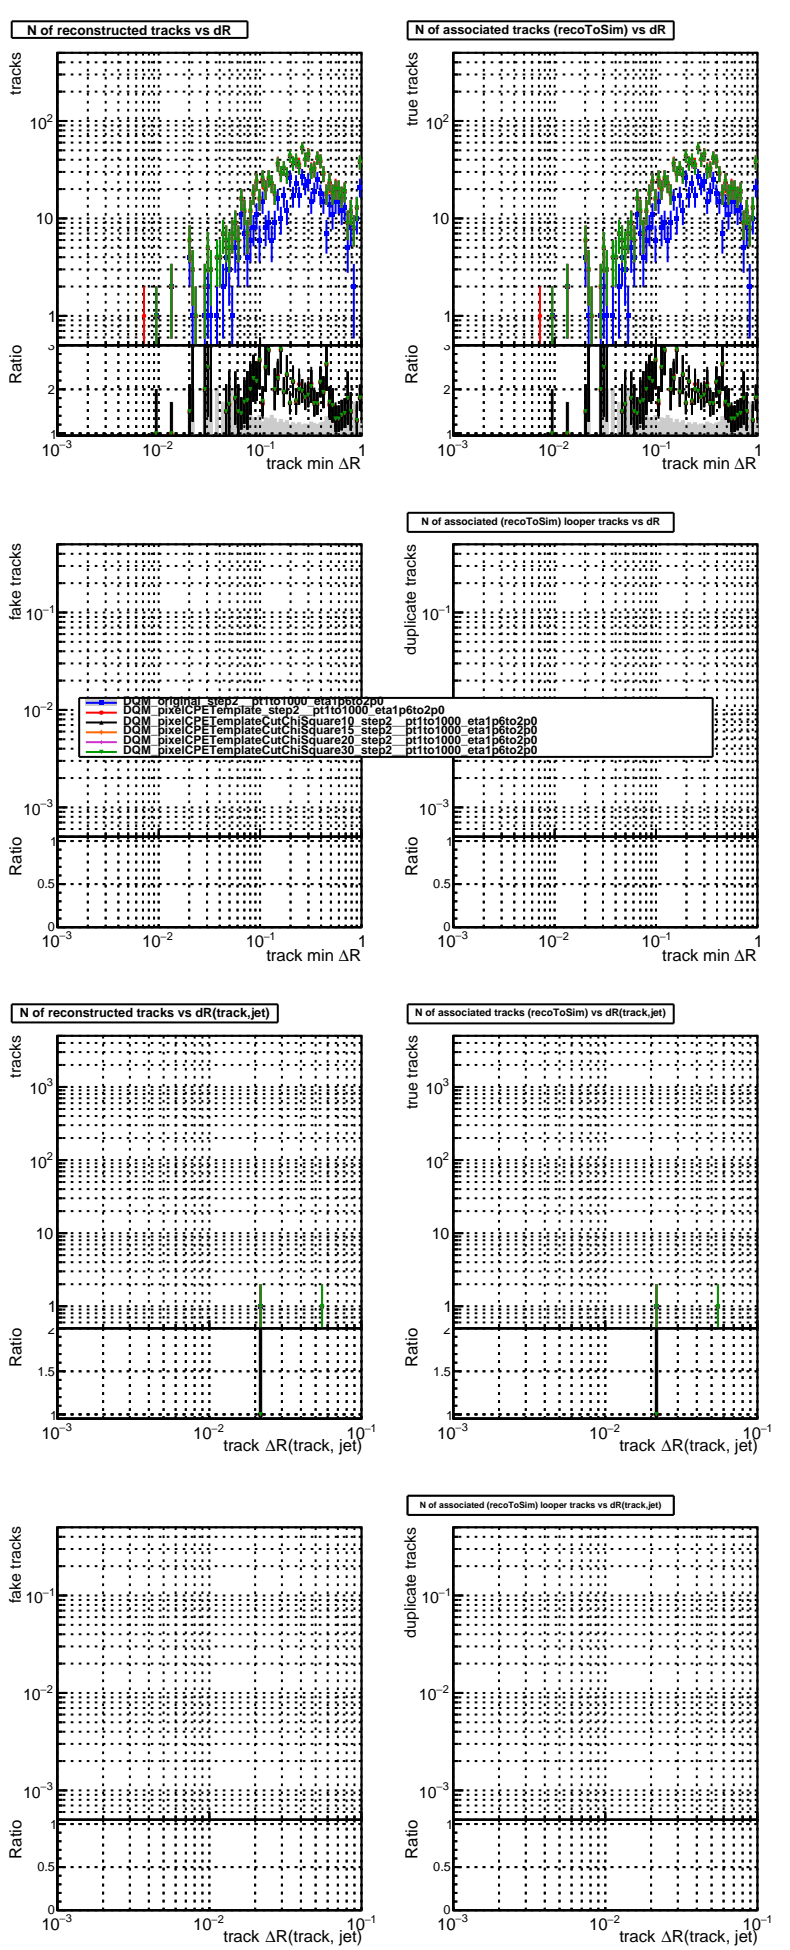 N of reconstructed tracks vs dR
N of associated tracks (recoToSim) vs dR
tracks
10²
10
1
Ratio
3
2
1
10⁻³
10⁻²
10⁻¹
1
track min ΔR
true tracks
10²
10
1
Ratio
3
2
1
10⁻³
10⁻²
10⁻¹
1
track min ΔR
N of associated (recoToSim) looper tracks vs dR
fake tracks
10⁻¹
10⁻²
10⁻³
Ratio
1
0.5
0
10⁻³
10⁻²
10⁻¹
1
track min ΔR
duplicate tracks
10⁻¹
10⁻³
Ratio
1
0.5
0
10⁻³
10⁻²
10⁻¹
1
track min ΔR
DQM_original_step2__pt1to1000_eta1p6to2p0
DQM_pixelCPETemplate_step2__pt1to1000_eta1p6to2p0
DQM_pixelCPETemplateCutChiSquare10_step2__pt1to1000_eta1p6to2p0
DQM_pixelCPETemplateCutChiSquare15_step2__pt1to1000_eta1p6to2p0
DQM_pixelCPETemplateCutChiSquare20_step2__pt1to1000_eta1p6to2p0
DQM_pixelCPETemplateCutChiSquare30_step2__pt1to1000_eta1p6to2p0
N of reconstructed tracks vs dR(track,jet)
N of associated tracks (recoToSim) vs dR(track,jet)
tracks
10³
10²
10
1
Ratio
2
1.5
1
10⁻³
10⁻²
10⁻¹
track ΔR(track, jet)
true tracks
10³
10²
10
1
Ratio
2
1.5
1
10⁻³
10⁻²
10⁻¹
track ΔR(track, jet)
N of associated (recoToSim) looper tracks vs dR(track,jet)
fake tracks
10⁻¹
10⁻²
10⁻³
Ratio
1
0.5
0
10⁻³
10⁻²
10⁻¹
track ΔR(track, jet)
duplicate tracks
10⁻¹
10⁻²
10⁻³
Ratio
1
0.5
0
10⁻³
10⁻²
10⁻¹
track ΔR(track, jet)